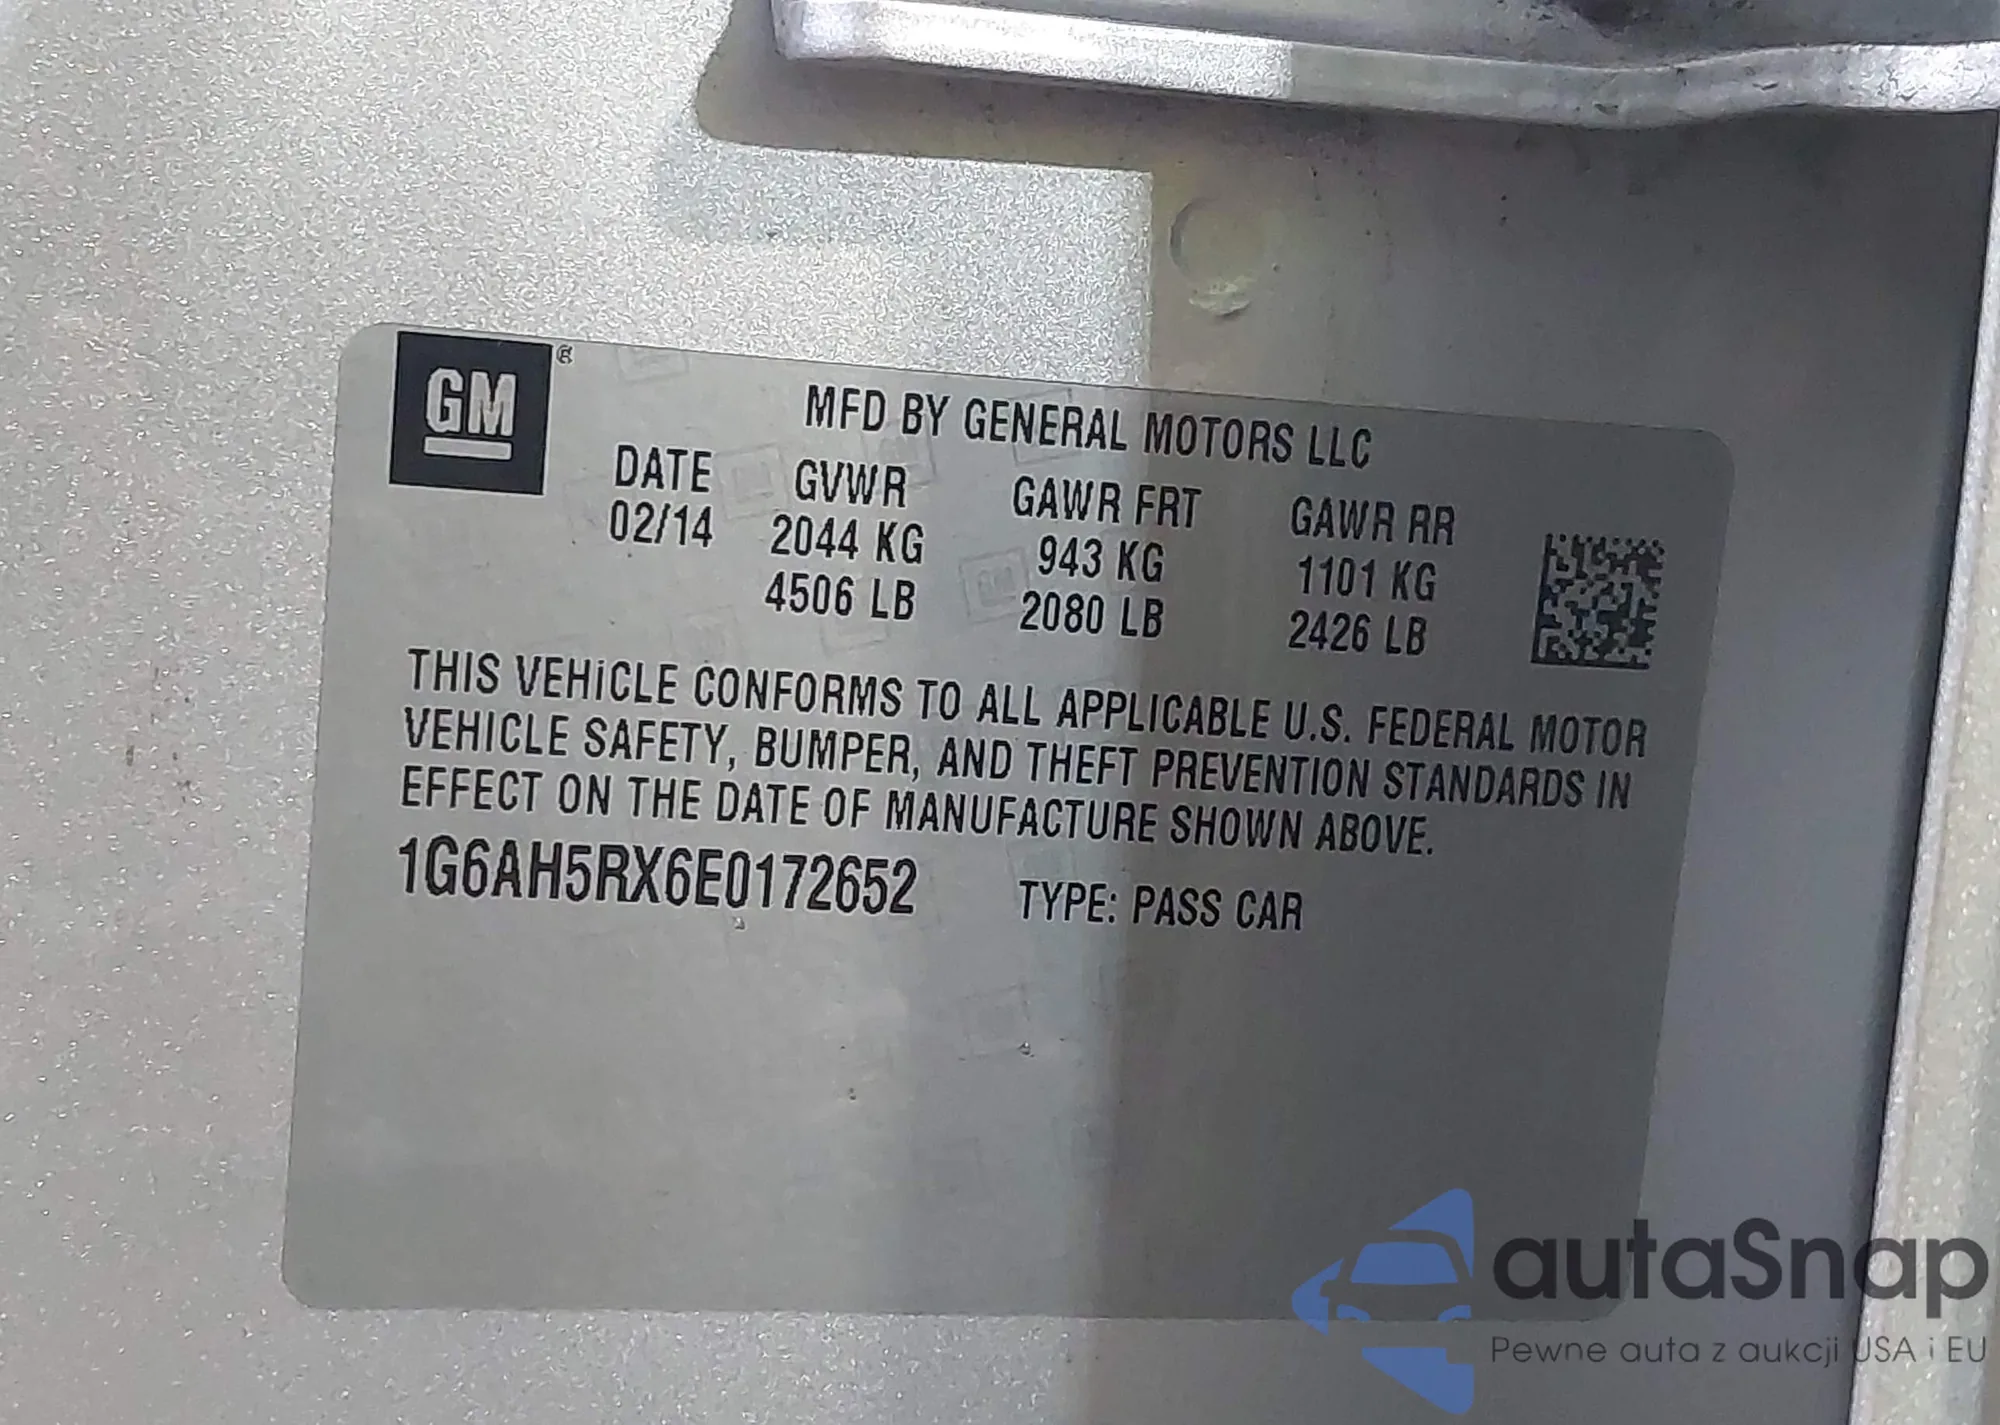 GM ®
MFD BY GENERAL MOTORS LLC
DATE GVWR GAWR FRT GAWR RR
02/14 2044 KG 943 KG 1101 KG
4506 LB 2080 LB 2426 LB
THIS VEHiCLE CONFORMS TO ALL APPLICABLE U.S. FEDERAL MOTOR
VEHICLE SAFETY, BUMPER, AND THEFT PREVENTION STANDARDS IN
EFFECT ON THE DATE OF MANUFACTURE SHOWN ABOVE.
1G6AH5RX6E0172652 TYPE: PASS CAR
autaSnap
Pewne auta z aukcji USA i EU